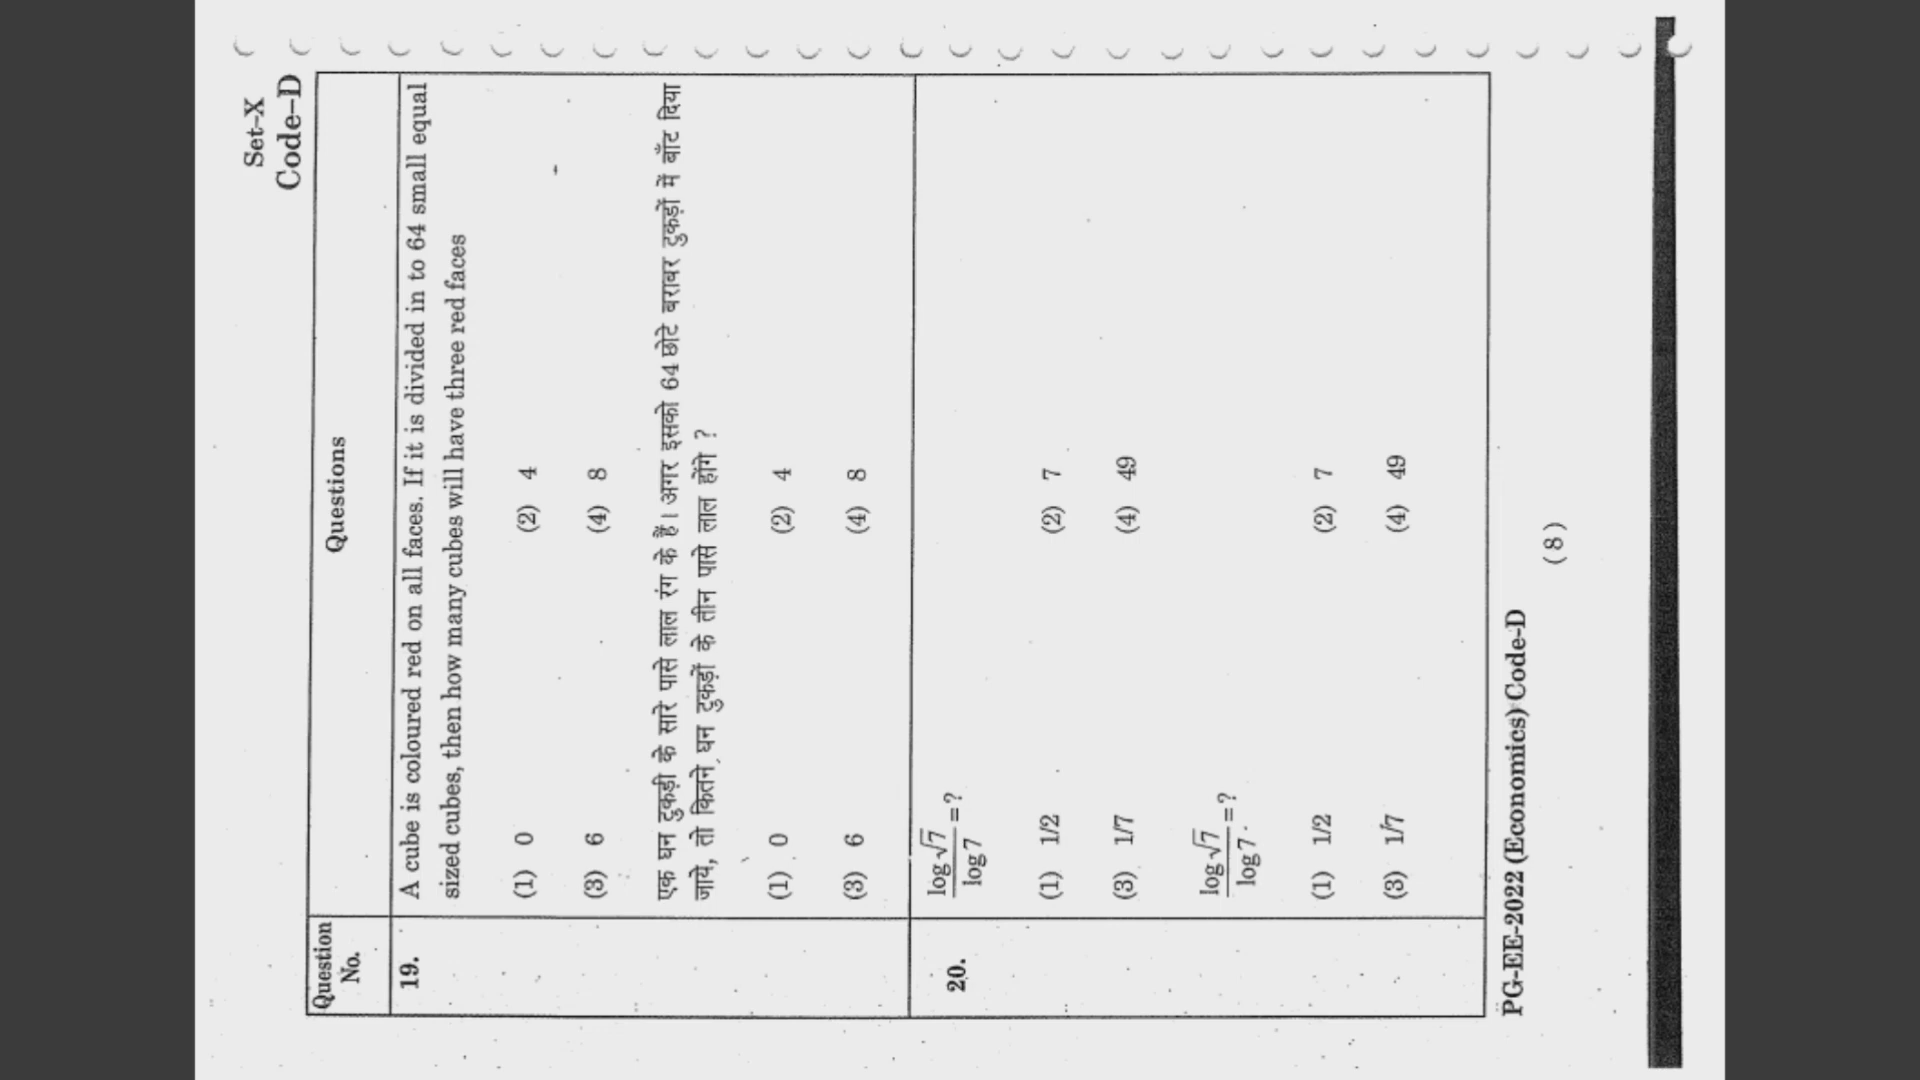 Set–X
Code–D
Question
No.
Questions
19.
A cube is coloured red on all faces. If it is divided in to 64 small equal
sized cubes, then how many cubes will have three red faces
(1) 0 (2) 4
(3) 6 (4) 8
एक घन टुकड़ी के सारे पासे लाल रंग के हैं। अगर इसको 64 छोटे बराबर टुकड़ों में बाँट दिया
जाये, तो कितने घन टुकड़ों के तीन पासे लाल होंगे ?
(1) 0 (2) 4
(3) 6 (4) 8
20.
log √7 / log 7 = ?
(1) 1/2 (2) 7
(3) 1/7 (4) 49
log √7 / log 7 = ?
(1) 1/2 (2) 7
(3) 1/7 (4) 49
PG-EE-2022 (Economics) Code-D
(8)